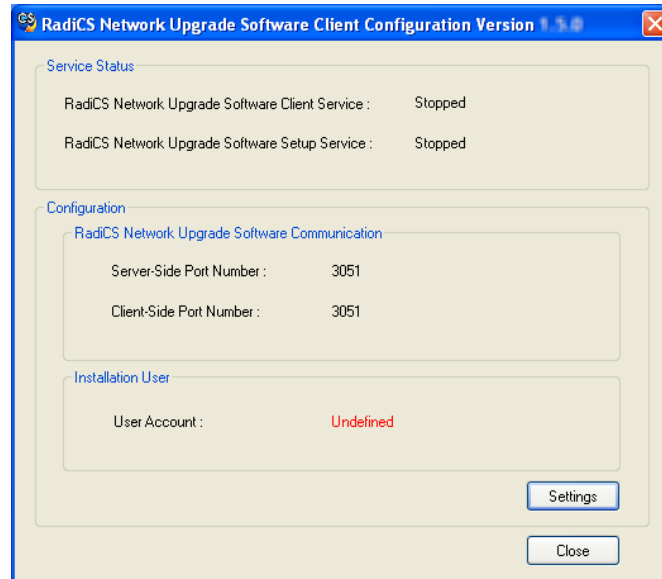 RadiCS Network Upgrade Software Client Configuration Version
Service Status
RadiCS Network Upgrade Software Client Service : Stopped
RadiCS Network Upgrade Software Setup Service : Stopped
Configuration
RadiCS Network Upgrade Software Communication
Server-Side Port Number : 3051
Client-Side Port Number : 3051
Installation User
User Account : Undefined
Settings
Close